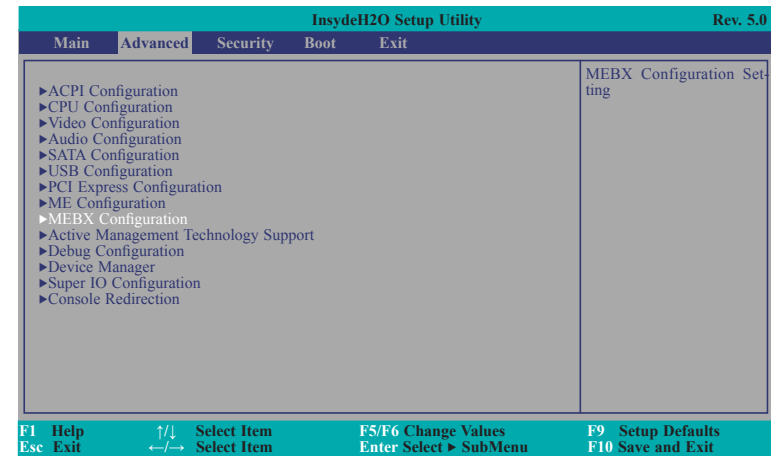 InsydeH2O Setup Utility Rev. 5.0
Main Advanced Security Boot Exit
►ACPI Configuration
►CPU Configuration
►Video Configuration
►Audio Configuration
►SATA Configuration
►USB Configuration
►PCI Express Configuration
►ME Configuration
►MEBX Configuration
►Active Management Technology Support
►Debug Configuration
►Device Manager
►Super IO Configuration
►Console Redirection
MEBX Configuration Set-
ting
F1 Help ↑/↓ Select Item F5/F6 Change Values F9 Setup Defaults
Esc Exit ←/→ Select Item Enter Select ► SubMenu F10 Save and Exit